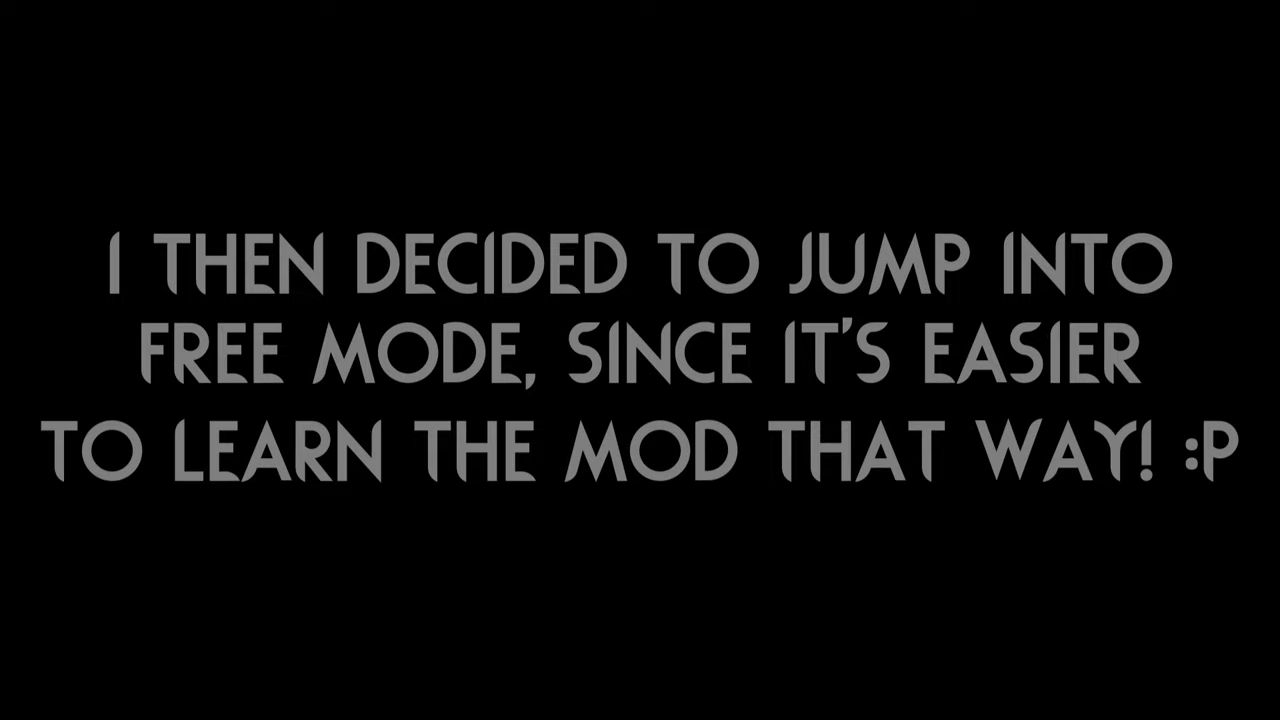 I THEN DECIDED TO JUMP INTO
FREE MODE, SINCE IT'S EASIER
TO LEARN THE MOD THAT WAY! :P